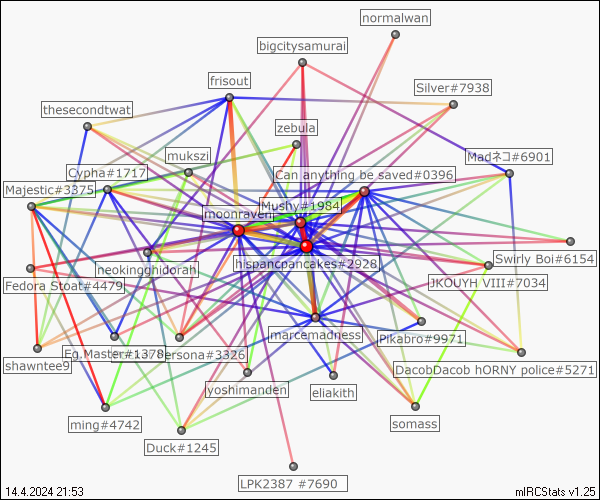 normalwan
bigcitysamurai
frisout
Silver#7938
thesecondtwat
zebula
mukszi
Madネコ#6901
Cypha#1717
Can anything be saved#0396
Majestic#3375
Mushy#1984
moonraven
Swirly Boi#6154
hispancpancakes#2928
neokingghidorah
JKOUYH VIII#7034
Fedora Stoat#4479
marcemadness
Pikabro#9971
Eg.Master#1378
ersona#3326
shawntee9
DacobDacob hORNY police#5271
yoshimanden
eliakith
somass
ming#4742
Duck#1245
LPK2387 #7690
14.4.2024 21:53
mIRCStats v1.25